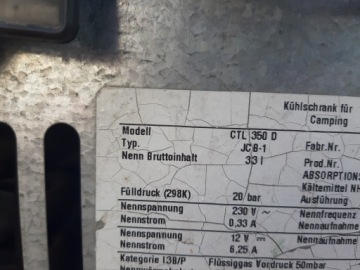 Kühlschrank für
Camping
Modell CTL 350 D
Typ. JCB-1 Fabr.Nr.
Nenn Bruttoinhalt 33 l Prod.Nr.
ABSORPTIONS
Kältemittel NH
Fülldruck (298K) 20 bar Ausführung
Nennspannung 230 V ~ Nennfrequenz
Nennstrom 0,33 A Nennaufnahme
Nennspannung 12 V Nennaufnahme
Nennstrom 6,25 A
Kategorie I3B/P Flüssiggas Vordruck 50mbar